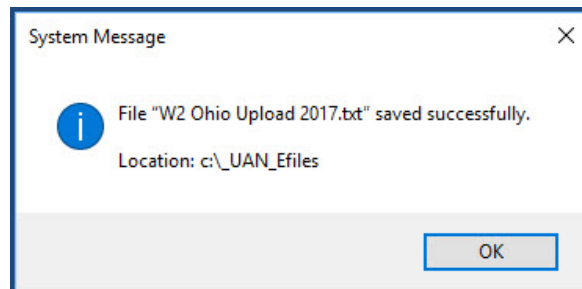 System Message
File “W2 Ohio Upload 2017.txt” saved successfully.
Location: c:\_UAN_Efiles
OK